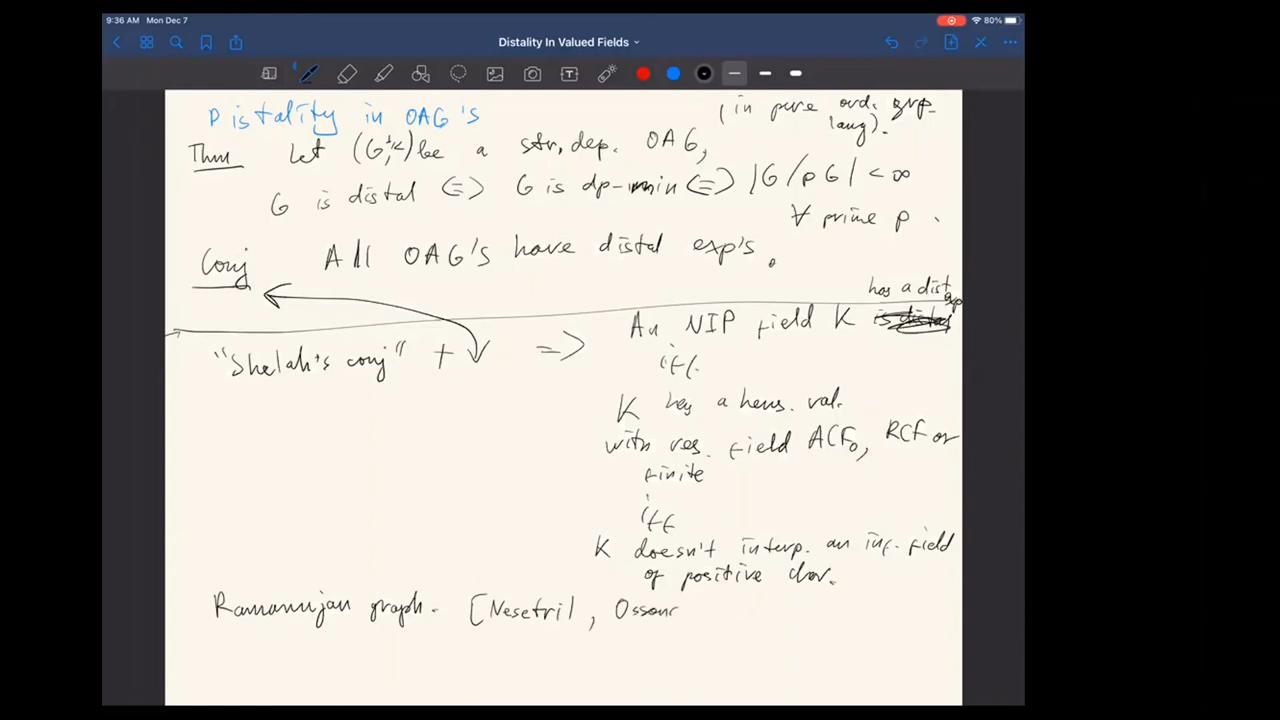 9:36 AM Mon Dec 7
80%
Distality In Valued Fields
Distality in OAG's
(in pure ord. grp. lang).
Thm Let (G,+,<) be a str. dep. OAG,
G is distal <=> G is dp-min <=> |G/pG| < ∞
∀ prime p.
Conj All OAG's have distal exp's.
has a dist exp
An NIP field K is distal
"Shelah's conj" + =>
iff.
K has a hens. val.
with res. field ACF₀, RCF or
finite
iff
K doesn't interp. an inf. field
of positive char.
Ramanujan graph. [Nesetril, Ossona